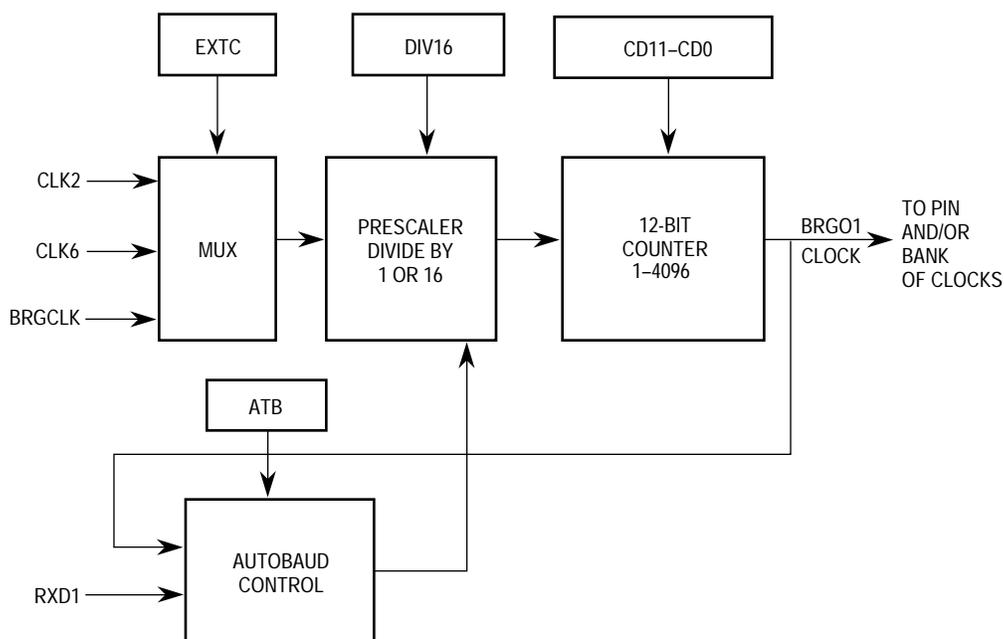 EXTC
DIV16
CD11–CD0
CLK2
CLK6
BRGCLK
MUX
PRESCALER
DIVIDE BY
1 OR 16
12-BIT
COUNTER
1–4096
BRGO1
CLOCK
TO PIN
AND/OR
BANK
OF CLOCKS
ATB
RXD1
AUTOBAUD
CONTROL